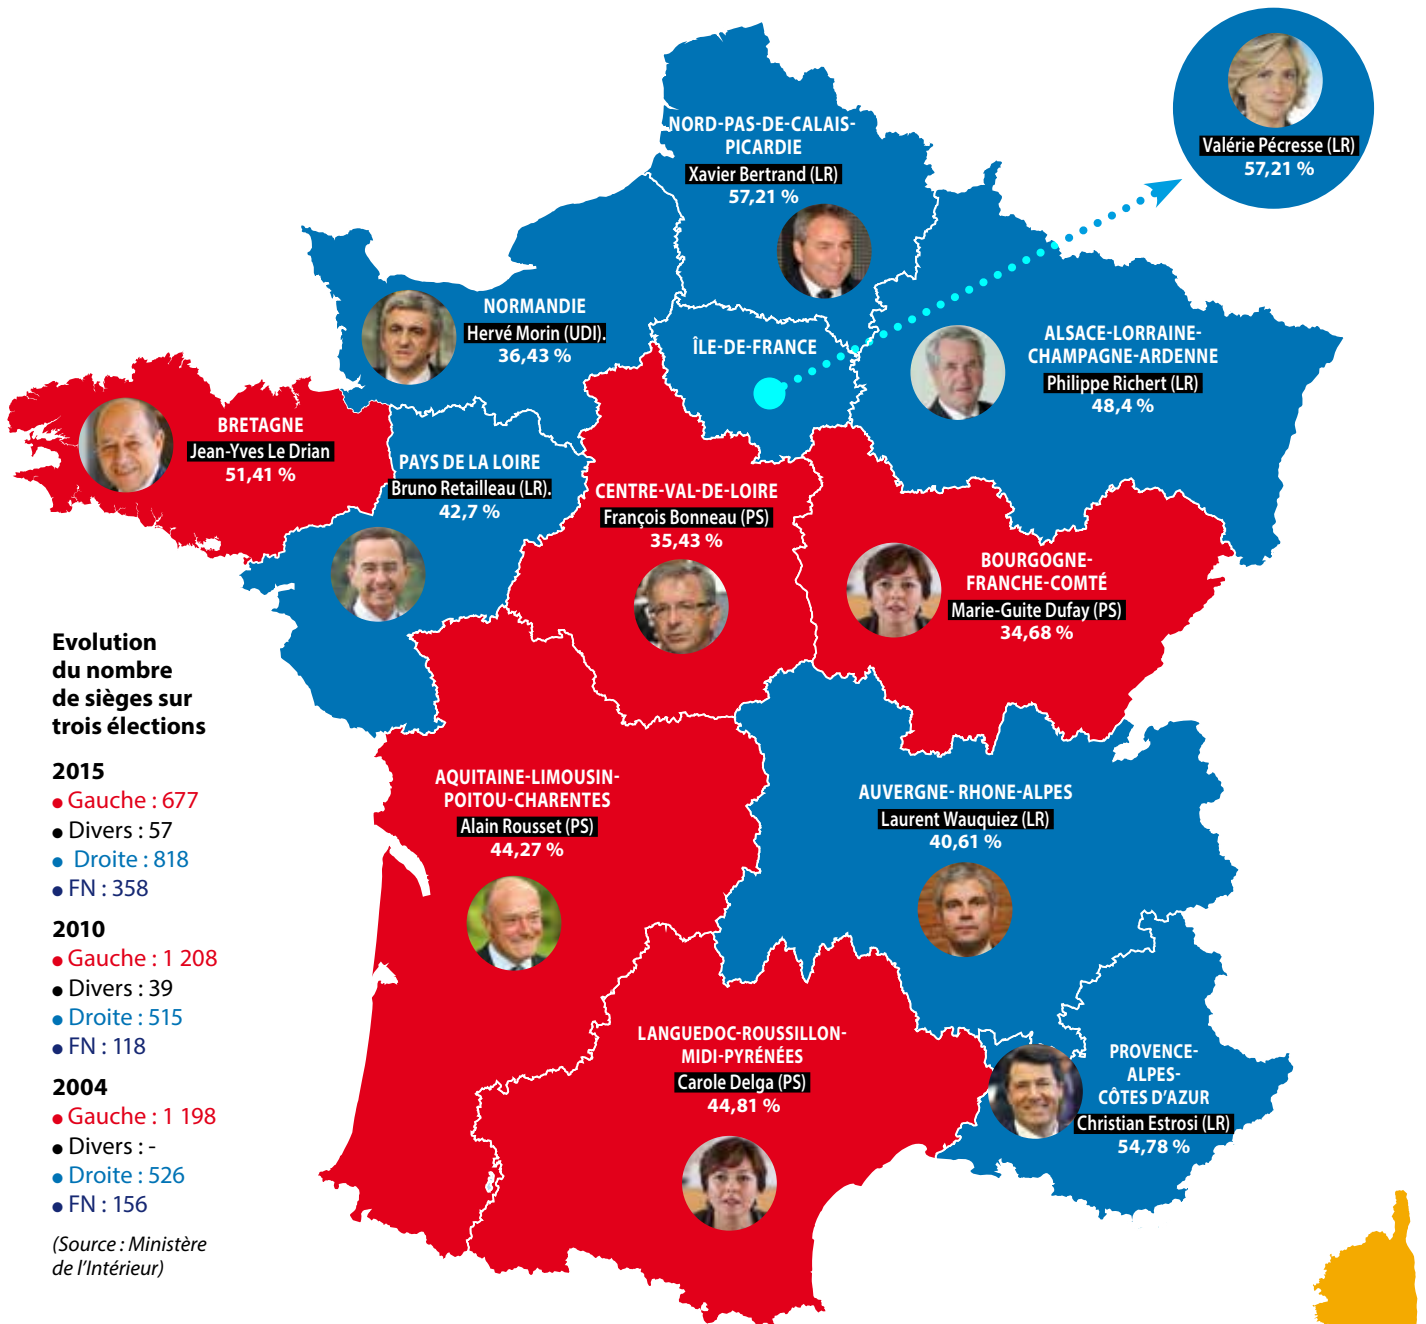 Valérie Pécresse (LR)
57,21 %
NORD-PAS-DE-CALAIS-
PICARDIE
Xavier Bertrand (LR)
57,21 %
NORMANDIE
Hervé Morin (UDI).
36,43 %
ÎLE-DE-FRANCE
ALSACE-LORRAINE-
CHAMPAGNE-ARDENNE
Philippe Richert (LR)
48,4 %
BRETAGNE
Jean-Yves Le Drian
51,41 %
PAYS DE LA LOIRE
Bruno Retailleau (LR).
42,7 %
CENTRE-VAL-DE-LOIRE
François Bonneau (PS)
35,43 %
BOURGOGNE-
FRANCHE-COMTÉ
Marie-Guite Dufay (PS)
34,68 %
AQUITAINE-LIMOUSIN-
POITOU-CHARENTES
Alain Rousset (PS)
44,27 %
AUVERGNE- RHONE-ALPES
Laurent Wauquiez (LR)
40,61 %
LANGUEDOC-ROUSSILLON-
MIDI-PYRÉNÉES
Carole Delga (PS)
44,81 %
PROVENCE-
ALPES-
CÔTES D'AZUR
Christian Estrosi (LR)
54,78 %
Evolution
du nombre
de sièges sur
trois élections
2015
• Gauche : 677
• Divers : 57
• Droite : 818
• FN : 358
2010
• Gauche : 1 208
• Divers : 39
• Droite : 515
• FN : 118
2004
• Gauche : 1 198
• Divers : -
• Droite : 526
• FN : 156
(Source : Ministère
de l'Intérieur)